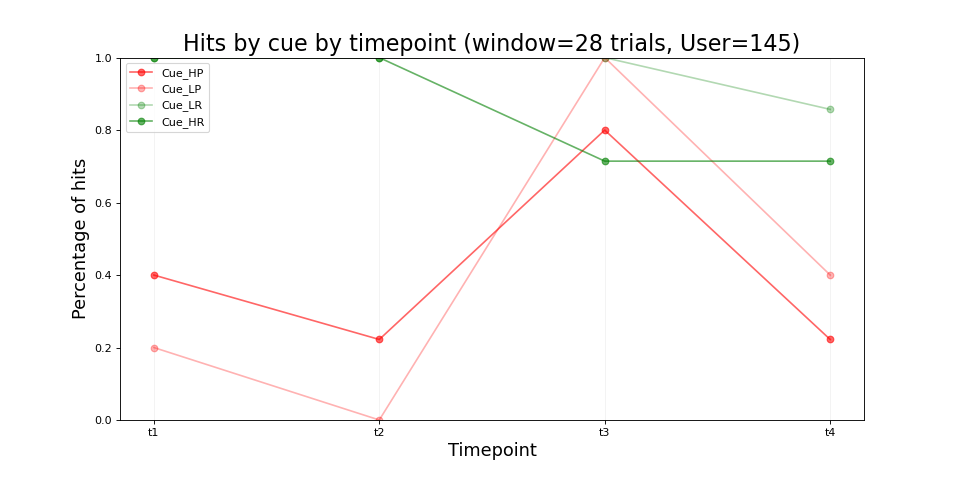 Hits by cue by timepoint (window=28 trials, User=145)
Percentage of hits
1.0
0.8
0.6
0.4
0.2
0.0
Cue_HP
Cue_LP
Cue_LR
Cue_HR
t1 t2 t3 t4
Timepoint